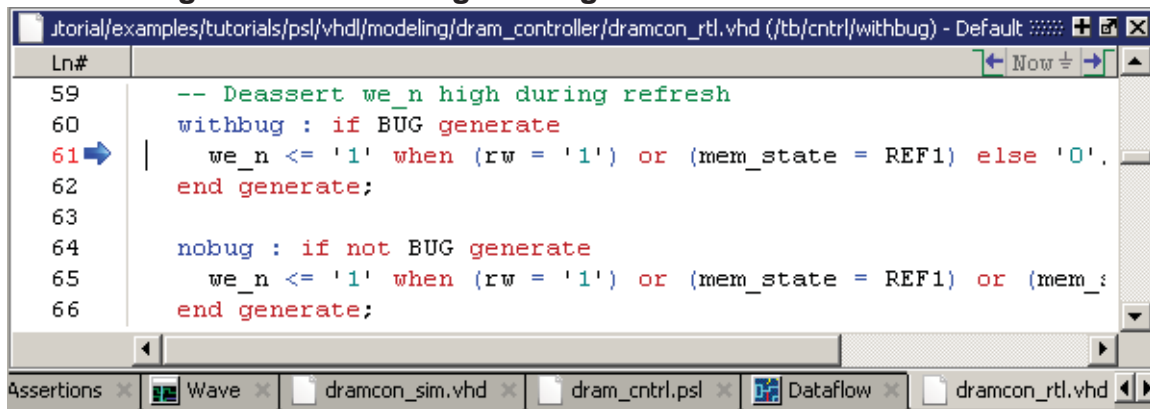 utorial/examples/tutorials/psl/vhdl/modeling/dram_controller/dramcon_rtl.vhd (/tb/cntrl/withbug) - Default
Ln# Now
59 -- Deassert we_n high during refresh
60 withbug : if BUG generate
61 we_n <= '1' when (rw = '1') or (mem_state = REF1) else '0'
62 end generate;
63
64 nobug : if not BUG generate
65 we_n <= '1' when (rw = '1') or (mem_state = REF1) or (mem_s
66 end generate;
Assertions Wave dramcon_sim.vhd dram_cntrl.psl Dataflow dramcon_rtl.vhd